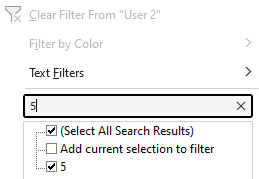 Clear Filter From "User 2"
Filter by Color
Text Filters
5
(Select All Search Results)
Add current selection to filter
5